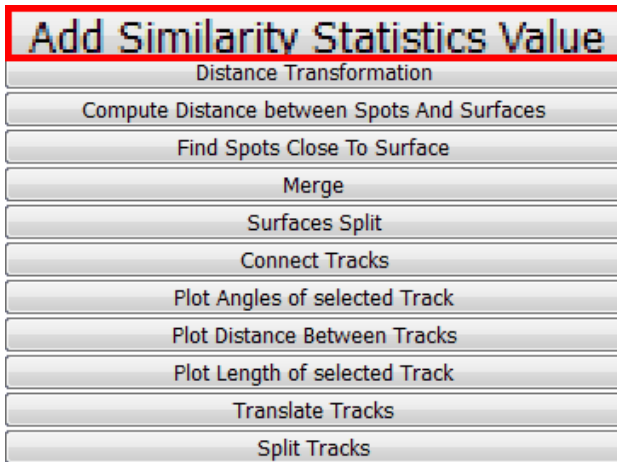 Add Similarity Statistics Value
Distance Transformation
Compute Distance between Spots And Surfaces
Find Spots Close To Surface
Merge
Surfaces Split
Connect Tracks
Plot Angles of selected Track
Plot Distance Between Tracks
Plot Length of selected Track
Translate Tracks
Split Tracks